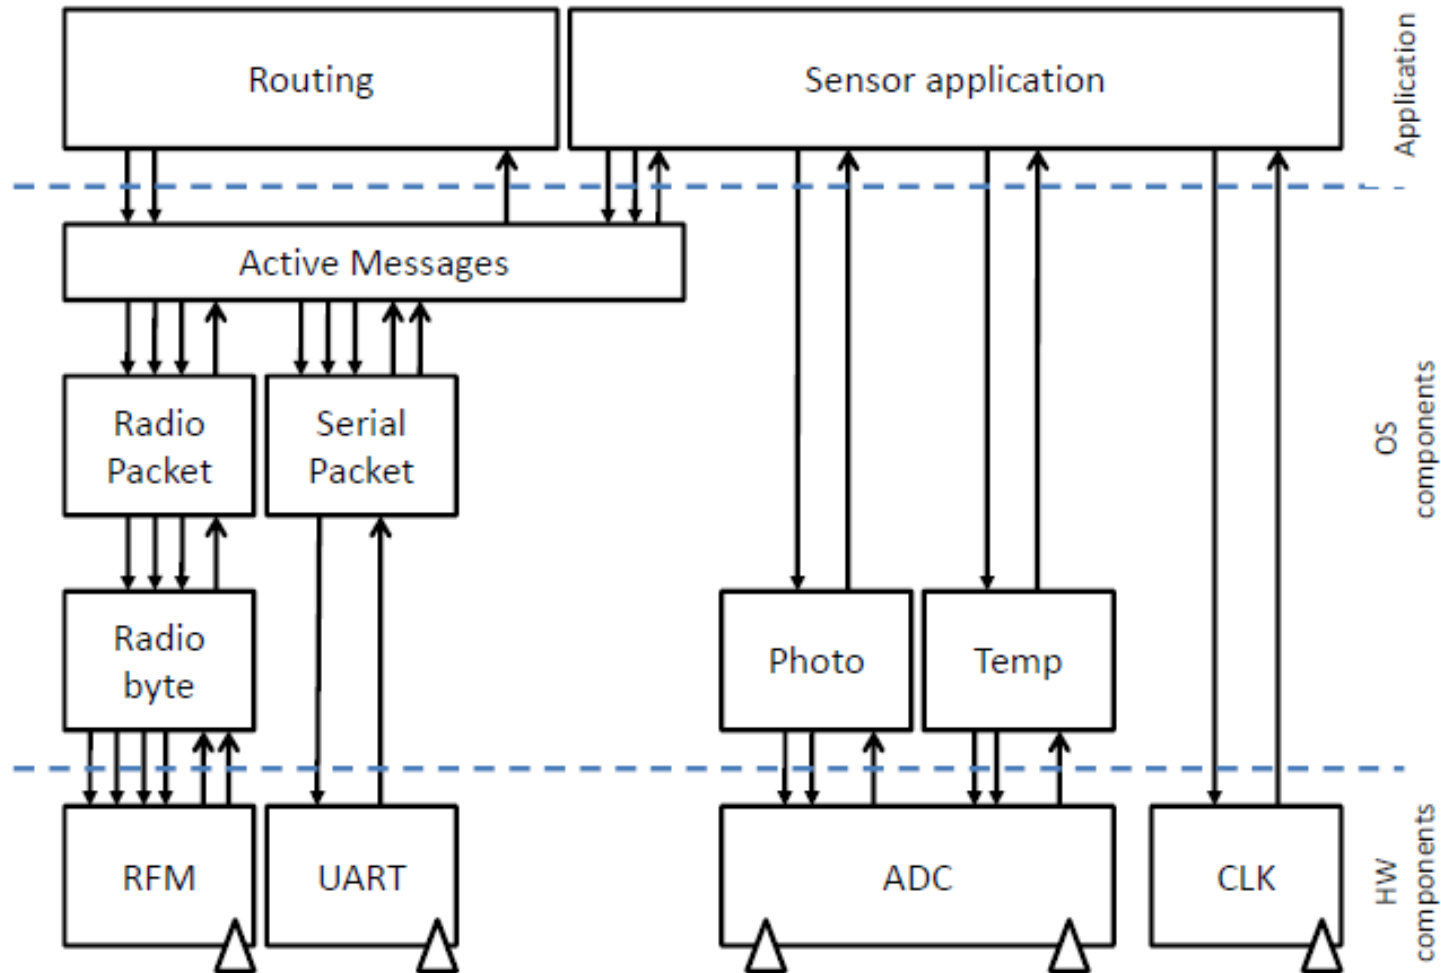 Routing
Sensor application
Application
Active Messages
Radio
Packet
Serial
Packet
OS
components
Radio
byte
Photo
Temp
RFM
UART
ADC
CLK
HW
components